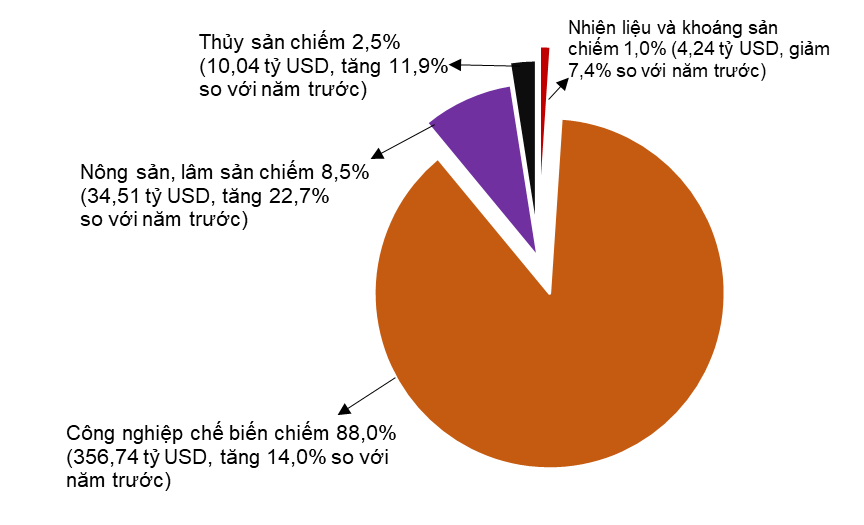 Nhiên liệu và khoáng sản
chiếm 1,0% (4,24 tỷ USD, giảm
7,4% so với năm trước)
Thủy sản chiếm 2,5%
(10,04 tỷ USD, tăng 11,9%
so với năm trước)
Nông sản, lâm sản chiếm 8,5%
(34,51 tỷ USD, tăng 22,7%
so với năm trước)
Công nghiệp chế biến chiếm 88,0%
(356,74 tỷ USD, tăng 14,0% so với
năm trước)